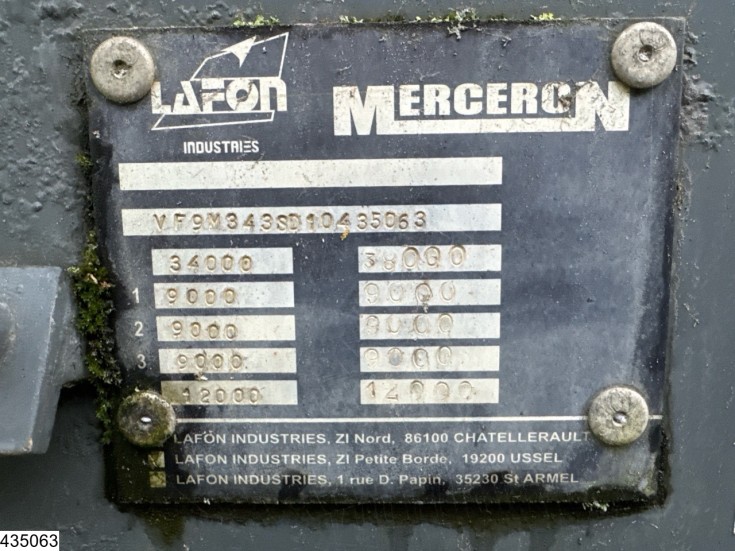 LAFON
MERCERON
INDUSTRIES
VF9M343SD10435063
34000 38000
1 9000 9000
2 9000 9000
3 9000 9000
12000 14000
LAFON INDUSTRIES, ZI Nord, 86100 CHATELLERAULT
LAFON INDUSTRIES, ZI Petite Borde, 19200 USSEL
LAFON INDUSTRIES, 1 rue D. Papin, 35230 St ARMEL
435063